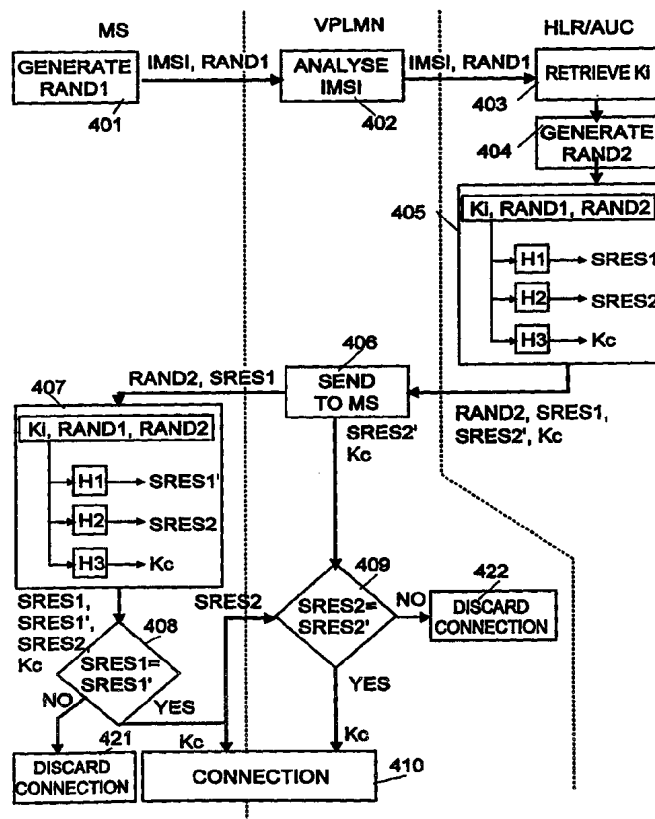 MS
VPLMN
HLR/AUC
GENERATE
RAND1
401
IMSI, RAND1
ANALYSE
IMSI
402
IMSI, RAND1
RETRIEVE Ki
403
404
GENERATE
RAND2
405
Ki, RAND1, RAND2
H1
SRES1
H2
SRES2
H3
Kc
406
SEND
TO MS
RAND2, SRES1
RAND2, SRES1,
SRES2', Kc
SRES2'
Kc
407
Ki, RAND1, RAND2
H1
SRES1'
H2
SRES2
H3
Kc
SRES1,
SRES1',
SRES2,
Kc
408
SRES1=
SRES1'
NO
YES
421
DISCARD
CONNECTION
SRES2
409
SRES2=
SRES2'
NO
422
DISCARD
CONNECTION
YES
Kc
Kc
CONNECTION
410